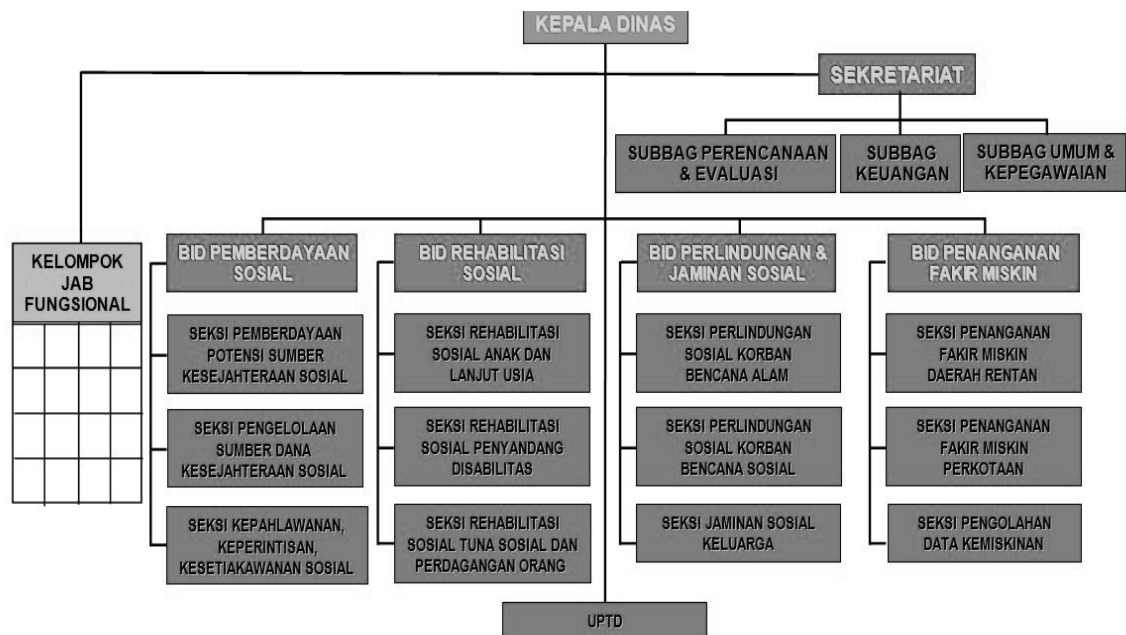 KEPALA DINAS
SEKRETARIAT
SUBBAG PERENCANAAN
& EVALUASI
SUBBAG
KEUANGAN
SUBBAG UMUM &
KEPEGAWAIAN
KELOMPOK
JAB
FUNGSIONAL
BID PEMBERDAYAAN
SOSIAL
SEKSI PEMBERDAYAAN
POTENSI SUMBER
KESEJAHTERAAN SOSIAL
SEKSI PENGELOLAAN
SUMBER DANA
KESEJAHTERAAN SOSIAL
SEKSI KEPAHLAWANAN,
KEPERINTISAN,
KESETIAKAWANAN SOSIAL
BID REHABILITASI
SOSIAL
SEKSI REHABILITASI
SOSIAL ANAK DAN
LANJUT USIA
SEKSI REHABILITASI
SOSIAL PENYANDANG
DISABILITAS
SEKSI REHABILITASI
SOSIAL TUNA SOSIAL DAN
PERDAGANGAN ORANG
BID PERLINDUNGAN &
JAMINAN SOSIAL
SEKSI PERLINDUNGAN
SOSIAL KORBAN
BENCANA ALAM
SEKSI PERLINDUNGAN
SOSIAL KORBAN
BENCANA SOSIAL
SEKSI JAMINAN SOSIAL
KELUARGA
BID PENANGANAN
FAKIR MISKIN
SEKSI PENANGANAN
FAKIR MISKIN
DAERAH RENTAN
SEKSI PENANGANAN
FAKIR MISKIN
PERKOTAAN
SEKSI PENGOLAHAN
DATA KEMISKINAN
UPTD